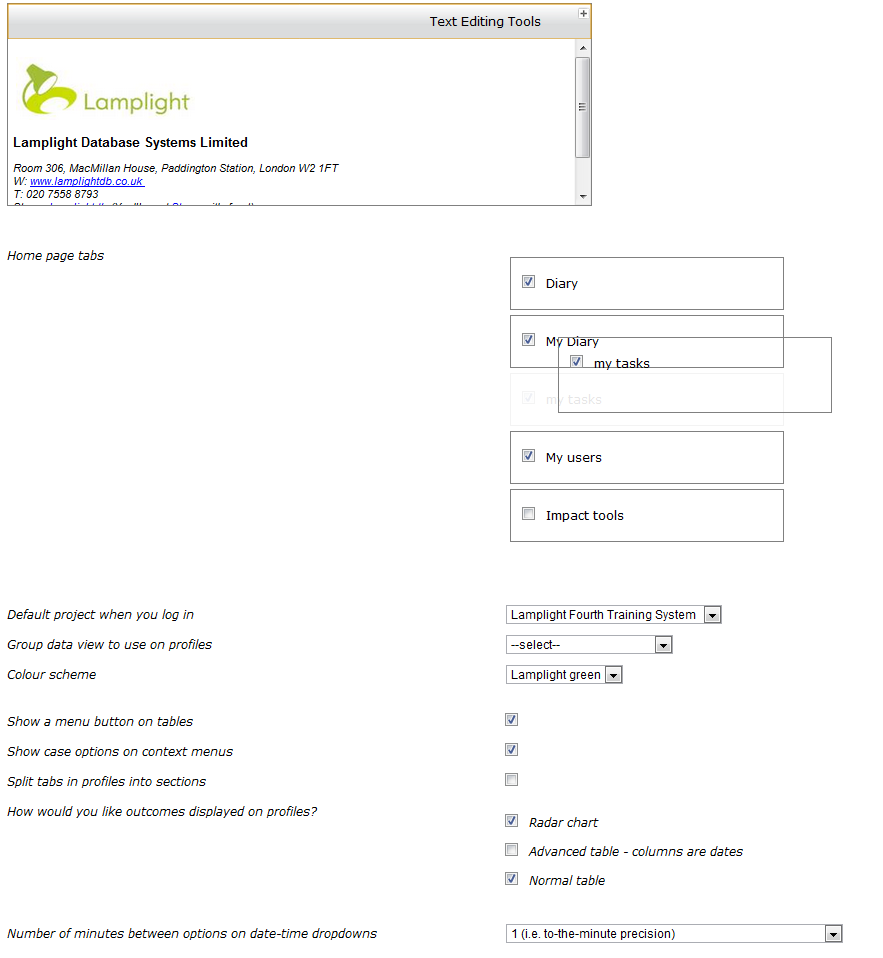 Text Editing Tools
Lamplight
Lamplight Database Systems Limited
Room 306, MacMillan House, Paddington Station, London W2 1FT
W: www.lamplightdb.co.uk
T: 020 7558 8793
Home page tabs
Diary
My Diary
my tasks
my tasks
My users
Impact tools
Default project when you log in
Lamplight Fourth Training System
Group data view to use on profiles
--select--
Colour scheme
Lamplight green
Show a menu button on tables
Show case options on context menus
Split tabs in profiles into sections
How would you like outcomes displayed on profiles?
Radar chart
Advanced table - columns are dates
Normal table
Number of minutes between options on date-time dropdowns
1 (i.e. to-the-minute precision)